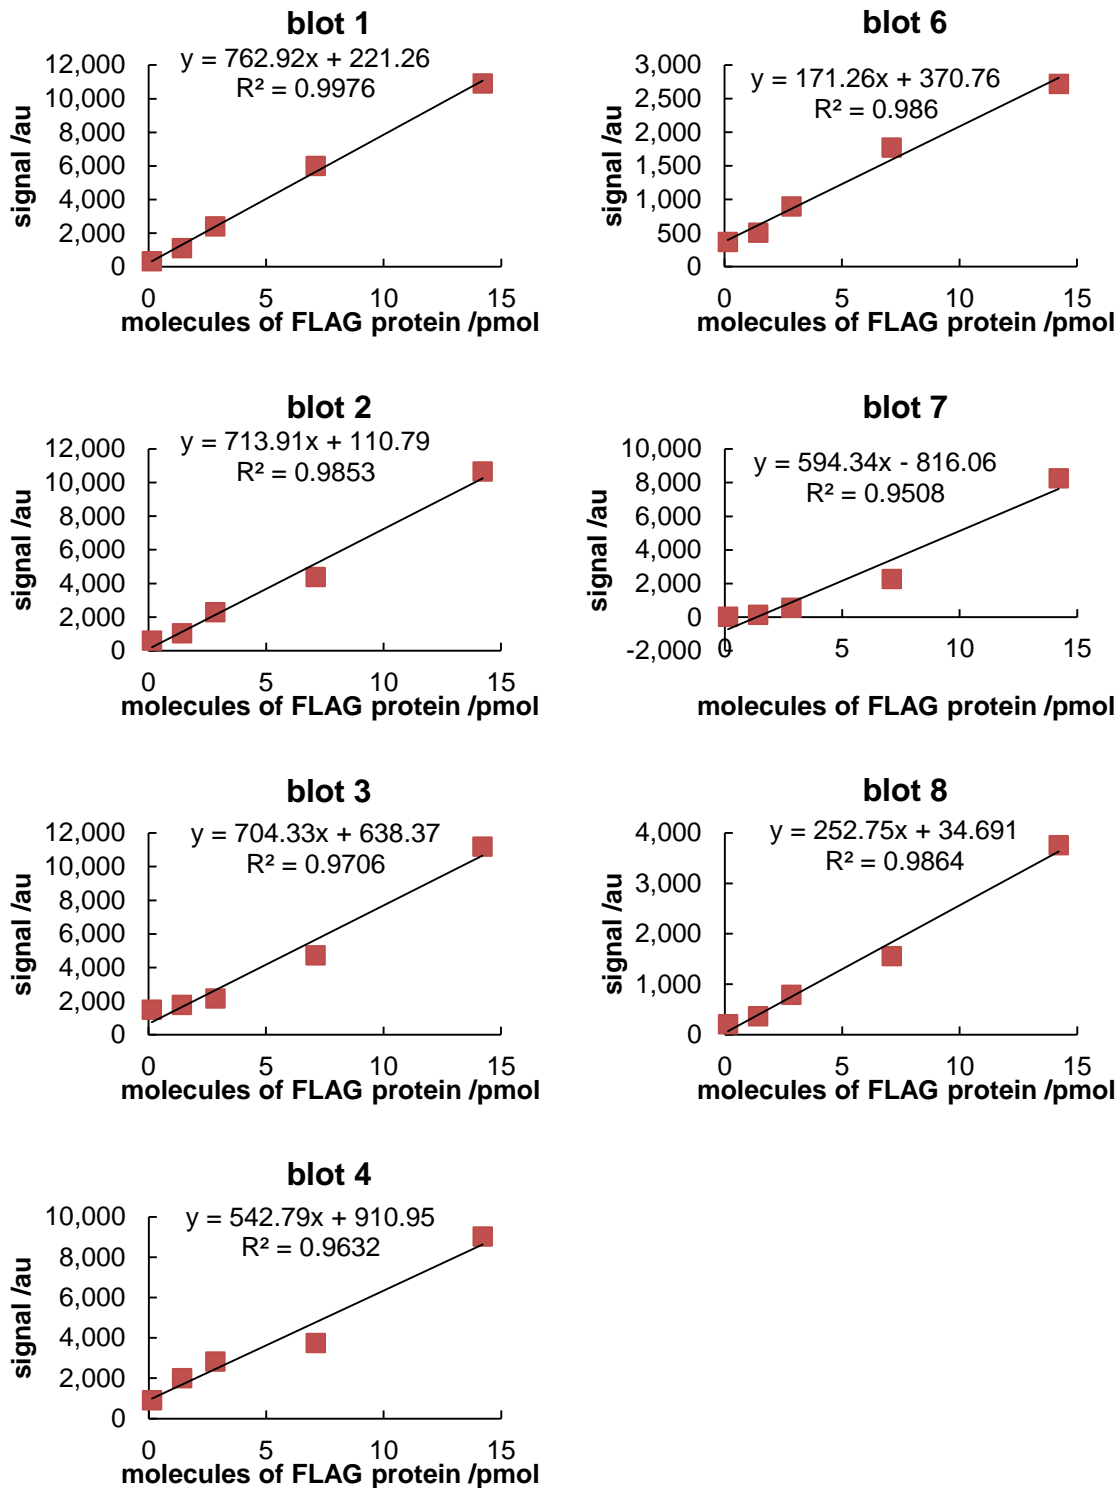 blot 1
y = 762.92x + 221.26
R² = 0.9976
12,000
10,000
8,000
6,000
4,000
2,000
0
signal /au
0 5 10 15
molecules of FLAG protein /pmol
blot 2
y = 713.91x + 110.79
R² = 0.9853
12,000
10,000
8,000
6,000
4,000
2,000
0
signal /au
0 5 10 15
molecules of FLAG protein /pmol
blot 3
y = 704.33x + 638.37
R² = 0.9706
12,000
10,000
8,000
6,000
4,000
2,000
0
signal /au
0 5 10 15
molecules of FLAG protein /pmol
blot 4
y = 542.79x + 910.95
R² = 0.9632
10,000
8,000
6,000
4,000
2,000
0
signal /au
0 5 10 15
molecules of FLAG protein /pmol
blot 6
y = 171.26x + 370.76
R² = 0.986
3,000
2,500
2,000
1,500
1,000
500
0
signal /au
0 5 10 15
molecules of FLAG protein /pmol
blot 7
y = 594.34x - 816.06
R² = 0.9508
10,000
8,000
6,000
4,000
2,000
0
-2,000
signal /au
0 5 10 15
molecules of FLAG protein /pmol
blot 8
y = 252.75x + 34.691
R² = 0.9864
4,000
3,000
2,000
1,000
0
signal /au
0 5 10 15
molecules of FLAG protein /pmol